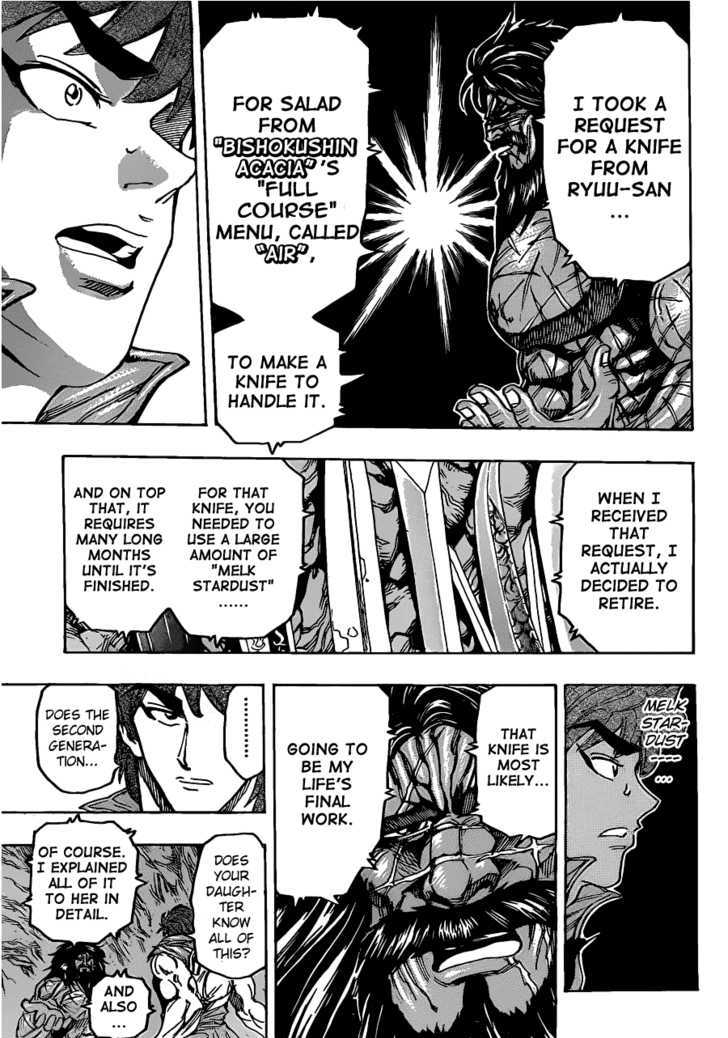 I TOOK A
REQUEST
FOR A KNIFE
FROM
RYUU-SAN
...
FOR SALAD
FROM
"BISHOKUSHIN
ACACIA" 'S
"FULL
COURSE"
MENU, CALLED
"AIR",
TO MAKE A
KNIFE TO
HANDLE IT.
WHEN I
RECEIVED
THAT
REQUEST, I
ACTUALLY
DECIDED TO
RETIRE.
FOR THAT
KNIFE, YOU
NEEDED TO
USE A LARGE
AMOUNT OF
"MELK
STARDUST"
......
AND ON TOP
THAT, IT
REQUIRES
MANY LONG
MONTHS
UNTIL IT'S
FINISHED.
MELK
STAR-
DUST
----
...
THAT
KNIFE IS
MOST
LIKELY...
GOING TO
BE MY
LIFE'S
FINAL
WORK.
.........
DOES THE
SECOND
GENERA-
TION...
DOES
YOUR
DAUGH-
TER
KNOW
ALL OF
THIS?
OF COURSE.
I EXPLAINED
ALL OF IT
TO HER IN
DETAIL.
AND
ALSO
...